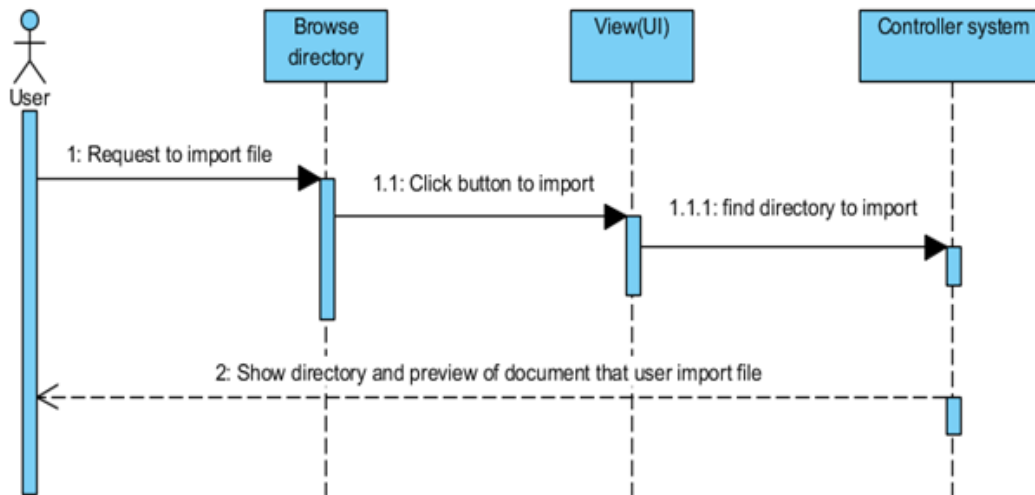 Browse
directory
View(UI)
Controller system
User
1: Request to import file
1.1: Click button to import
1.1.1: find directory to import
2: Show directory and preview of document that user import file